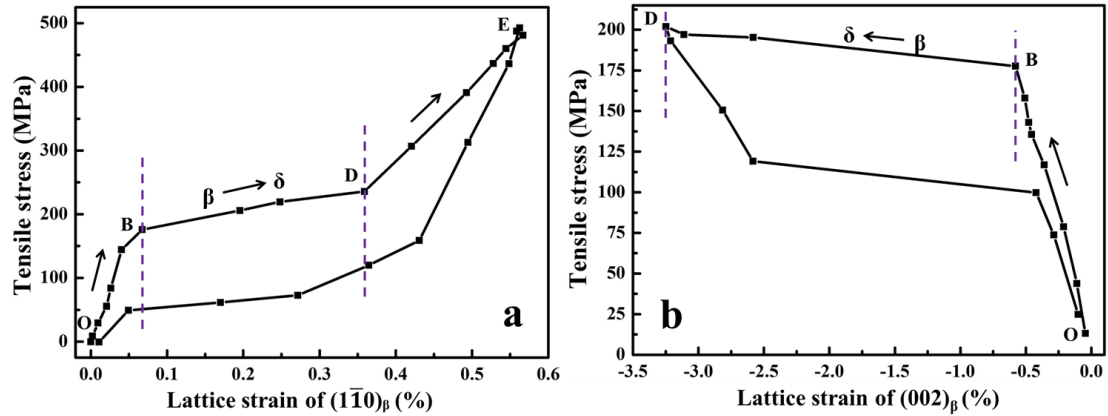 500
400
300
200
100
0
Tensile stress (MPa)
E
D
β δ
B
O
a
0.0 0.1 0.2 0.3 0.4 0.5 0.6
Lattice strain of (11̅0)β (%)
200
175
150
125
100
75
50
25
0
Tensile stress (MPa)
D
δ β
B
O
b
-3.5 -3.0 -2.5 -2.0 -1.5 -1.0 -0.5 0.0 0.1
Lattice strain of (002)β (%)